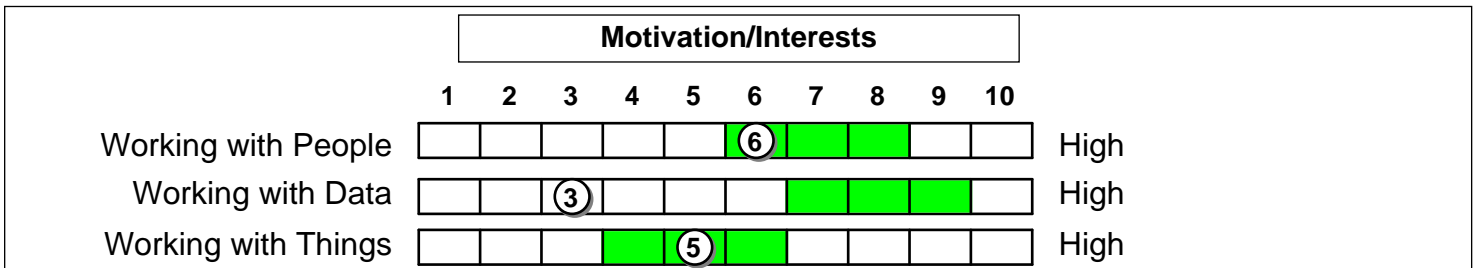 Motivation/Interests
1 2 3 4 5 6 7 8 9 10
Working with People 6 High
Working with Data 3 High
Working with Things 5 High